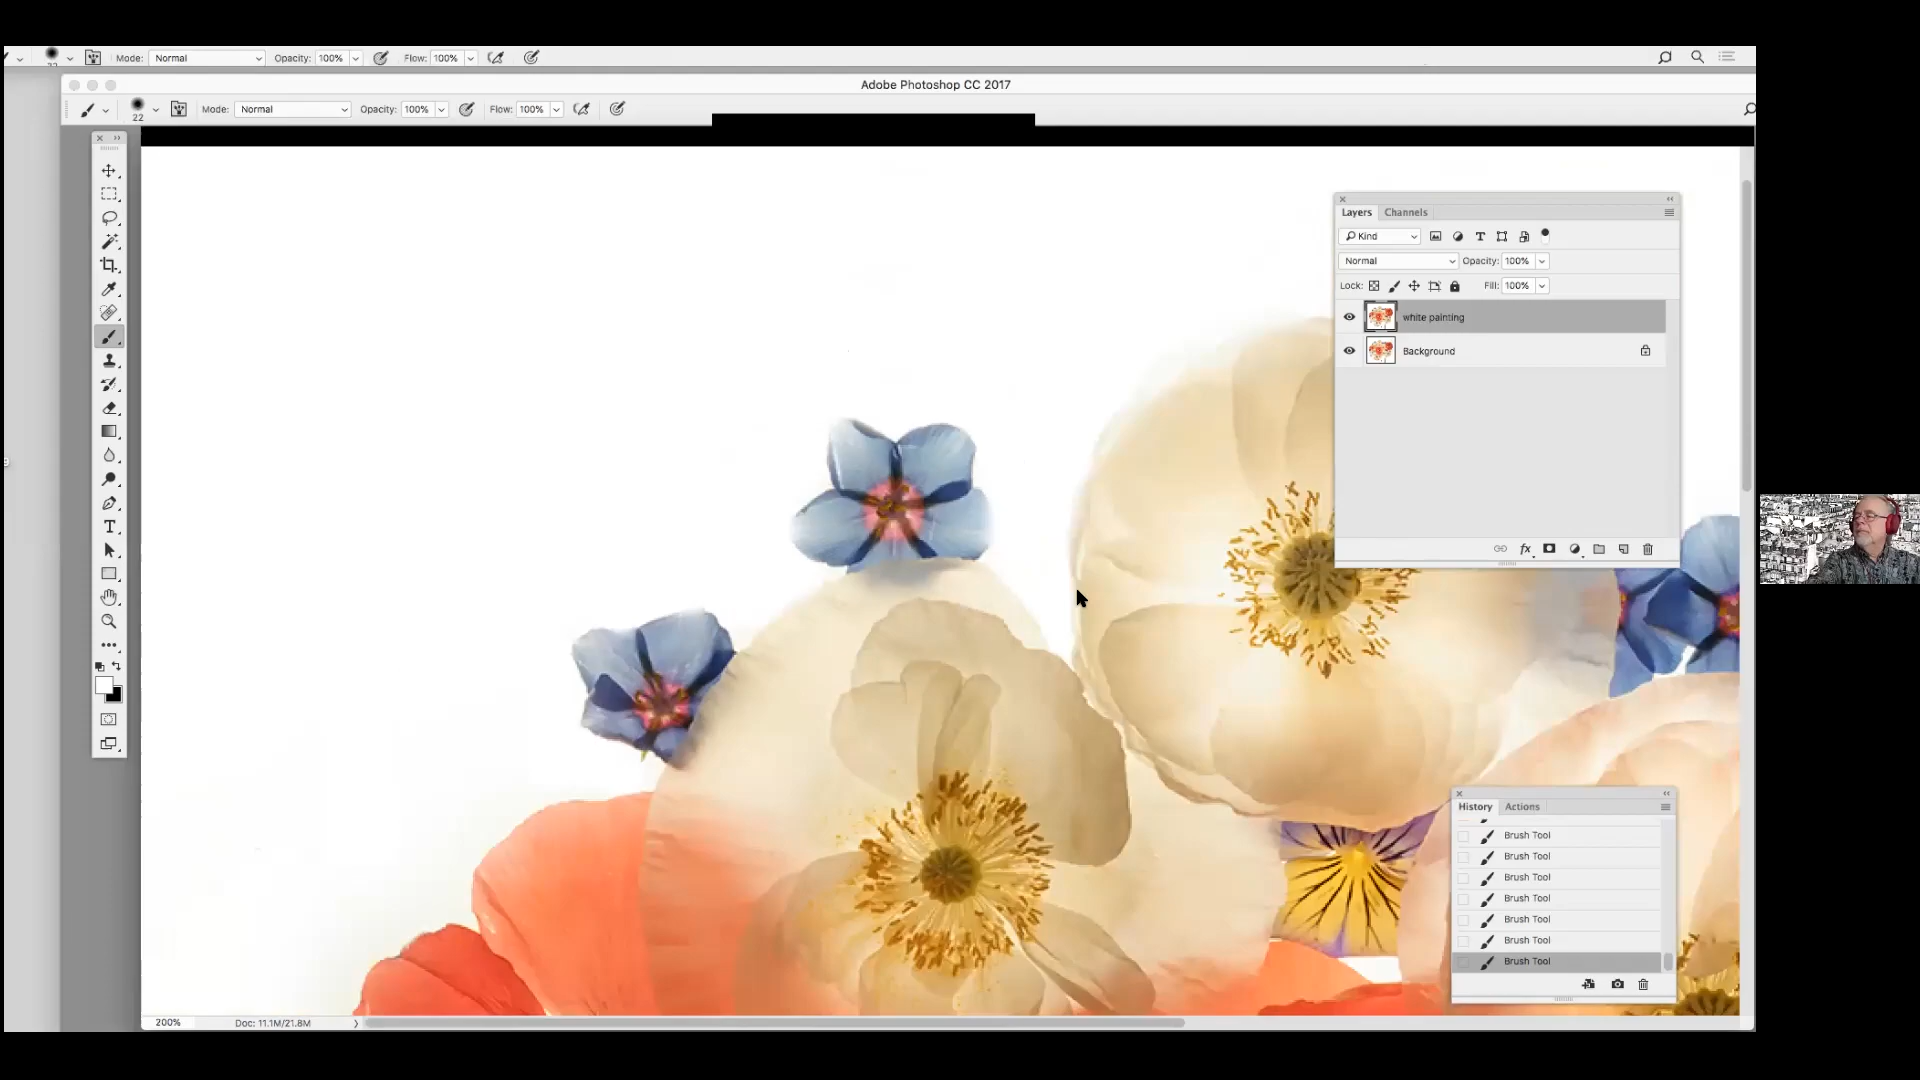 Mode: Normal Opacity: 100% Flow: 100%
Adobe Photoshop CC 2017
22 Mode: Normal Opacity: 100% Flow: 100%
Layers Channels
Kind
Normal Opacity: 100%
Lock: Fill: 100%
white painting
Background
History Actions
Brush Tool
Brush Tool
Brush Tool
Brush Tool
Brush Tool
Brush Tool
Brush Tool
200% Doc: 11.1M/21.8M